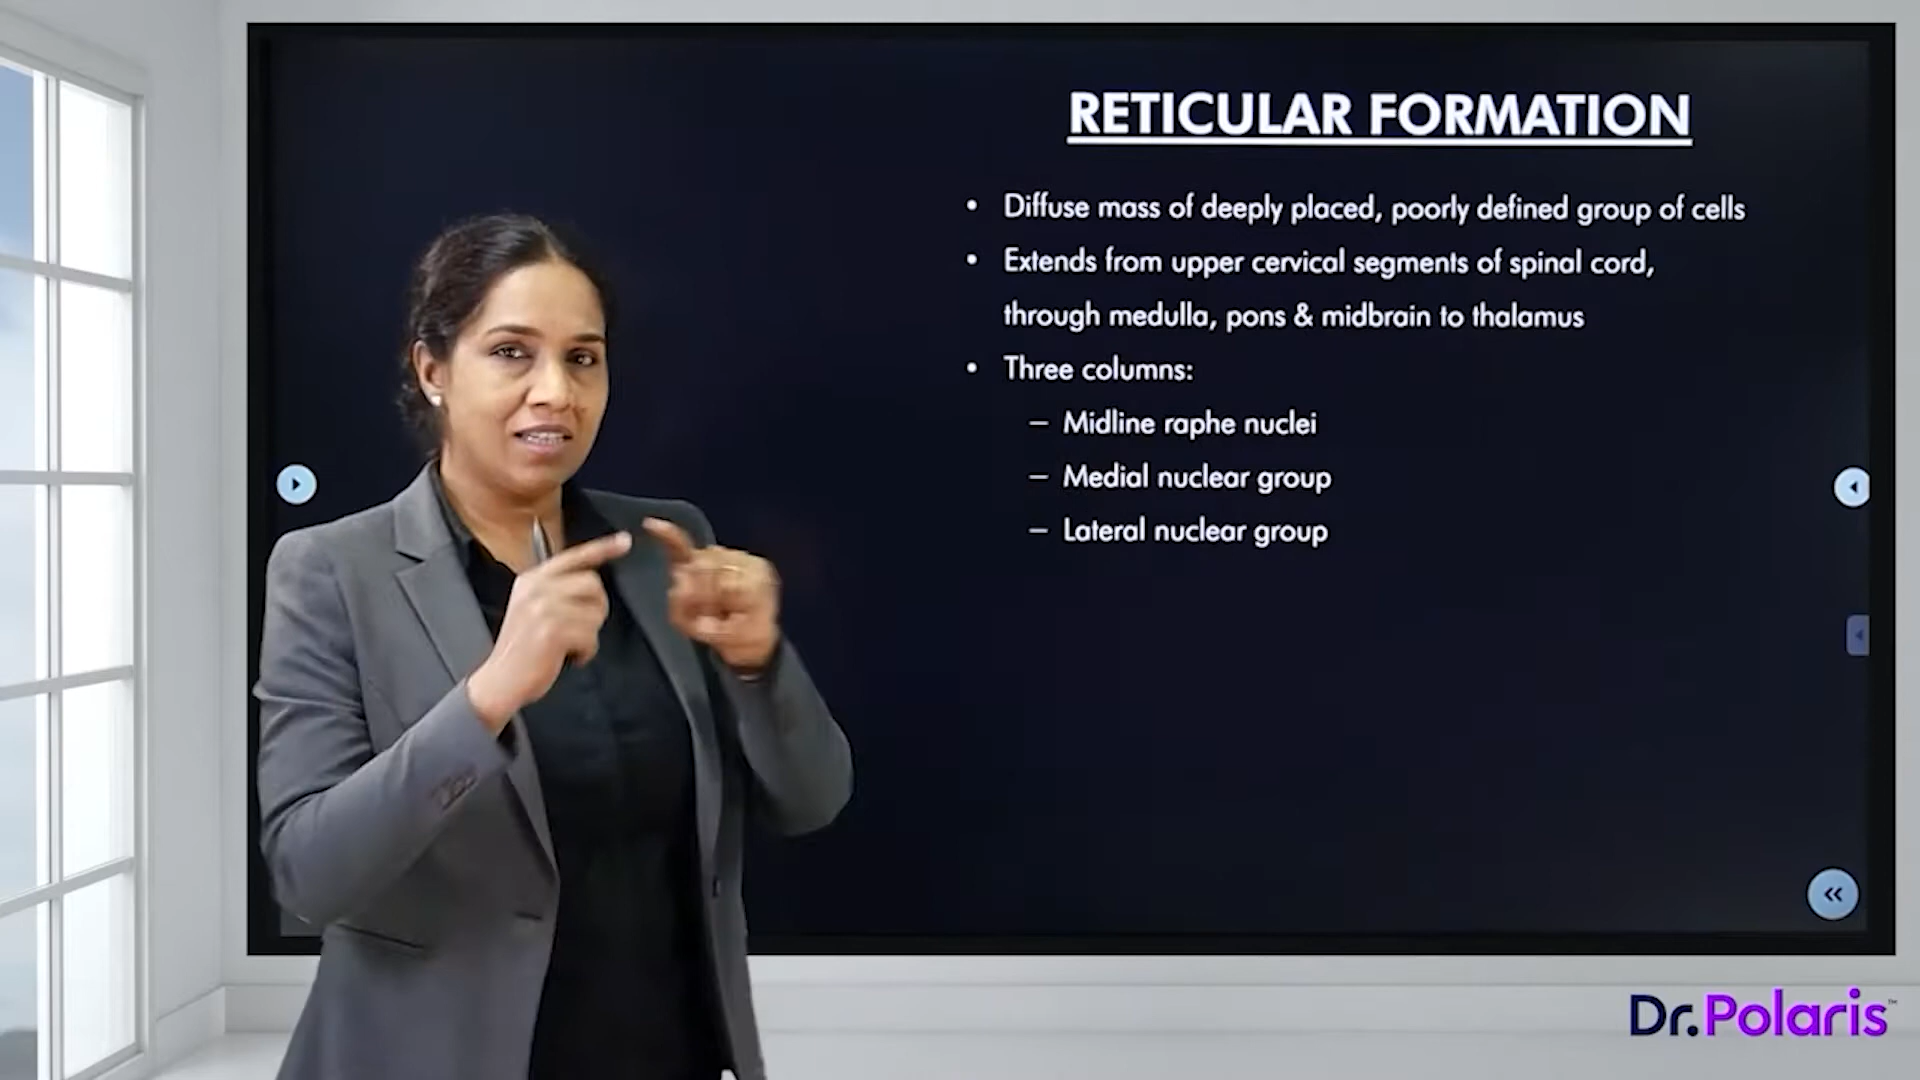 RETICULAR FORMATION
• Diffuse mass of deeply placed, poorly defined group of cells
• Extends from upper cervical segments of spinal cord,
through medulla, pons & midbrain to thalamus
• Three columns:
– Midline raphe nuclei
– Medial nuclear group
– Lateral nuclear group
Dr.Polaris™